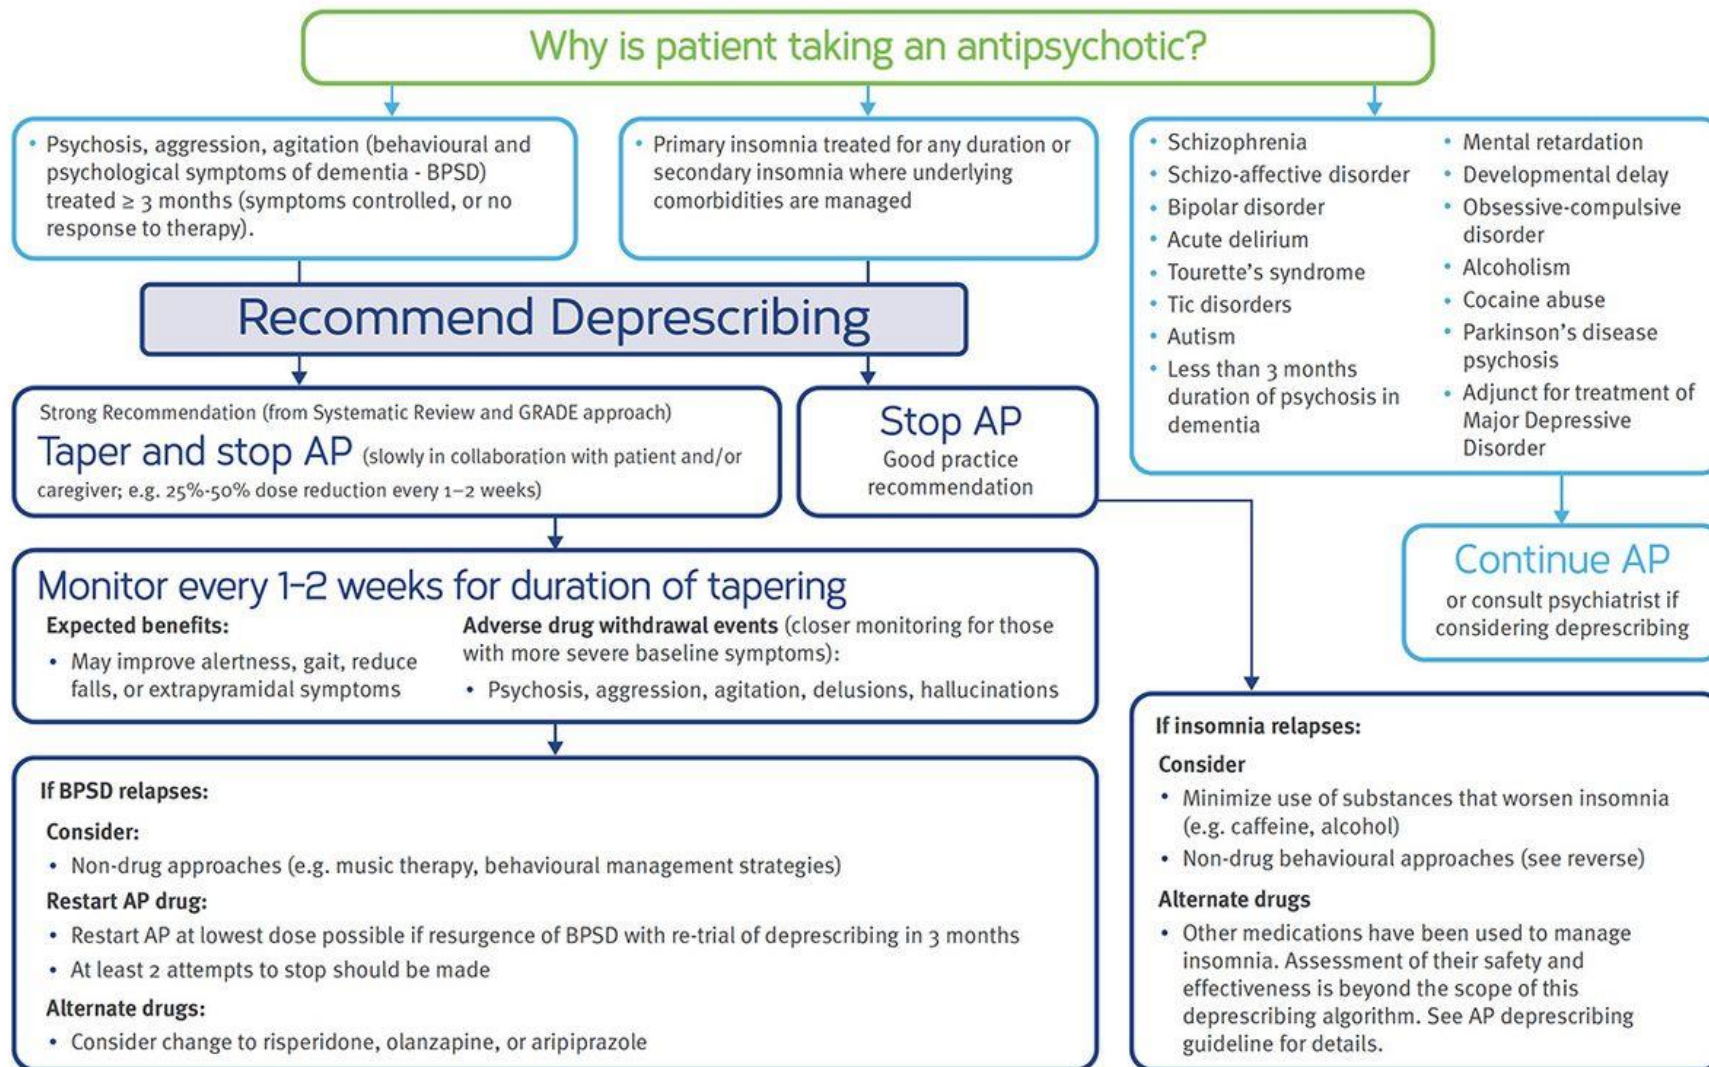 Why is patient taking an antipsychotic?
• Psychosis, aggression, agitation (behavioural and
psychological symptoms of dementia - BPSD)
treated ≥ 3 months (symptoms controlled, or no
response to therapy).
• Primary insomnia treated for any duration or
secondary insomnia where underlying
comorbidities are managed
• Schizophrenia
• Schizo-affective disorder
• Bipolar disorder
• Acute delirium
• Tourette's syndrome
• Tic disorders
• Autism
• Less than 3 months
duration of psychosis in
dementia
• Mental retardation
• Developmental delay
• Obsessive-compulsive
disorder
• Alcoholism
• Cocaine abuse
• Parkinson's disease
psychosis
• Adjunct for treatment of
Major Depressive
Disorder
Recommend Deprescribing
Strong Recommendation (from Systematic Review and GRADE approach)
Taper and stop AP (slowly in collaboration with patient and/or
caregiver; e.g. 25%-50% dose reduction every 1–2 weeks)
Stop AP
Good practice
recommendation
Continue AP
or consult psychiatrist if
considering deprescribing
Monitor every 1-2 weeks for duration of tapering
Expected benefits:
• May improve alertness, gait, reduce
falls, or extrapyramidal symptoms
Adverse drug withdrawal events (closer monitoring for those
with more severe baseline symptoms):
• Psychosis, aggression, agitation, delusions, hallucinations
If BPSD relapses:
Consider:
• Non-drug approaches (e.g. music therapy, behavioural management strategies)
Restart AP drug:
• Restart AP at lowest dose possible if resurgence of BPSD with re-trial of deprescribing in 3 months
• At least 2 attempts to stop should be made
Alternate drugs:
• Consider change to risperidone, olanzapine, or aripiprazole
If insomnia relapses:
Consider
• Minimize use of substances that worsen insomnia
(e.g. caffeine, alcohol)
• Non-drug behavioural approaches (see reverse)
Alternate drugs
• Other medications have been used to manage
insomnia. Assessment of their safety and
effectiveness is beyond the scope of this
deprescribing algorithm. See AP deprescribing
guideline for details.